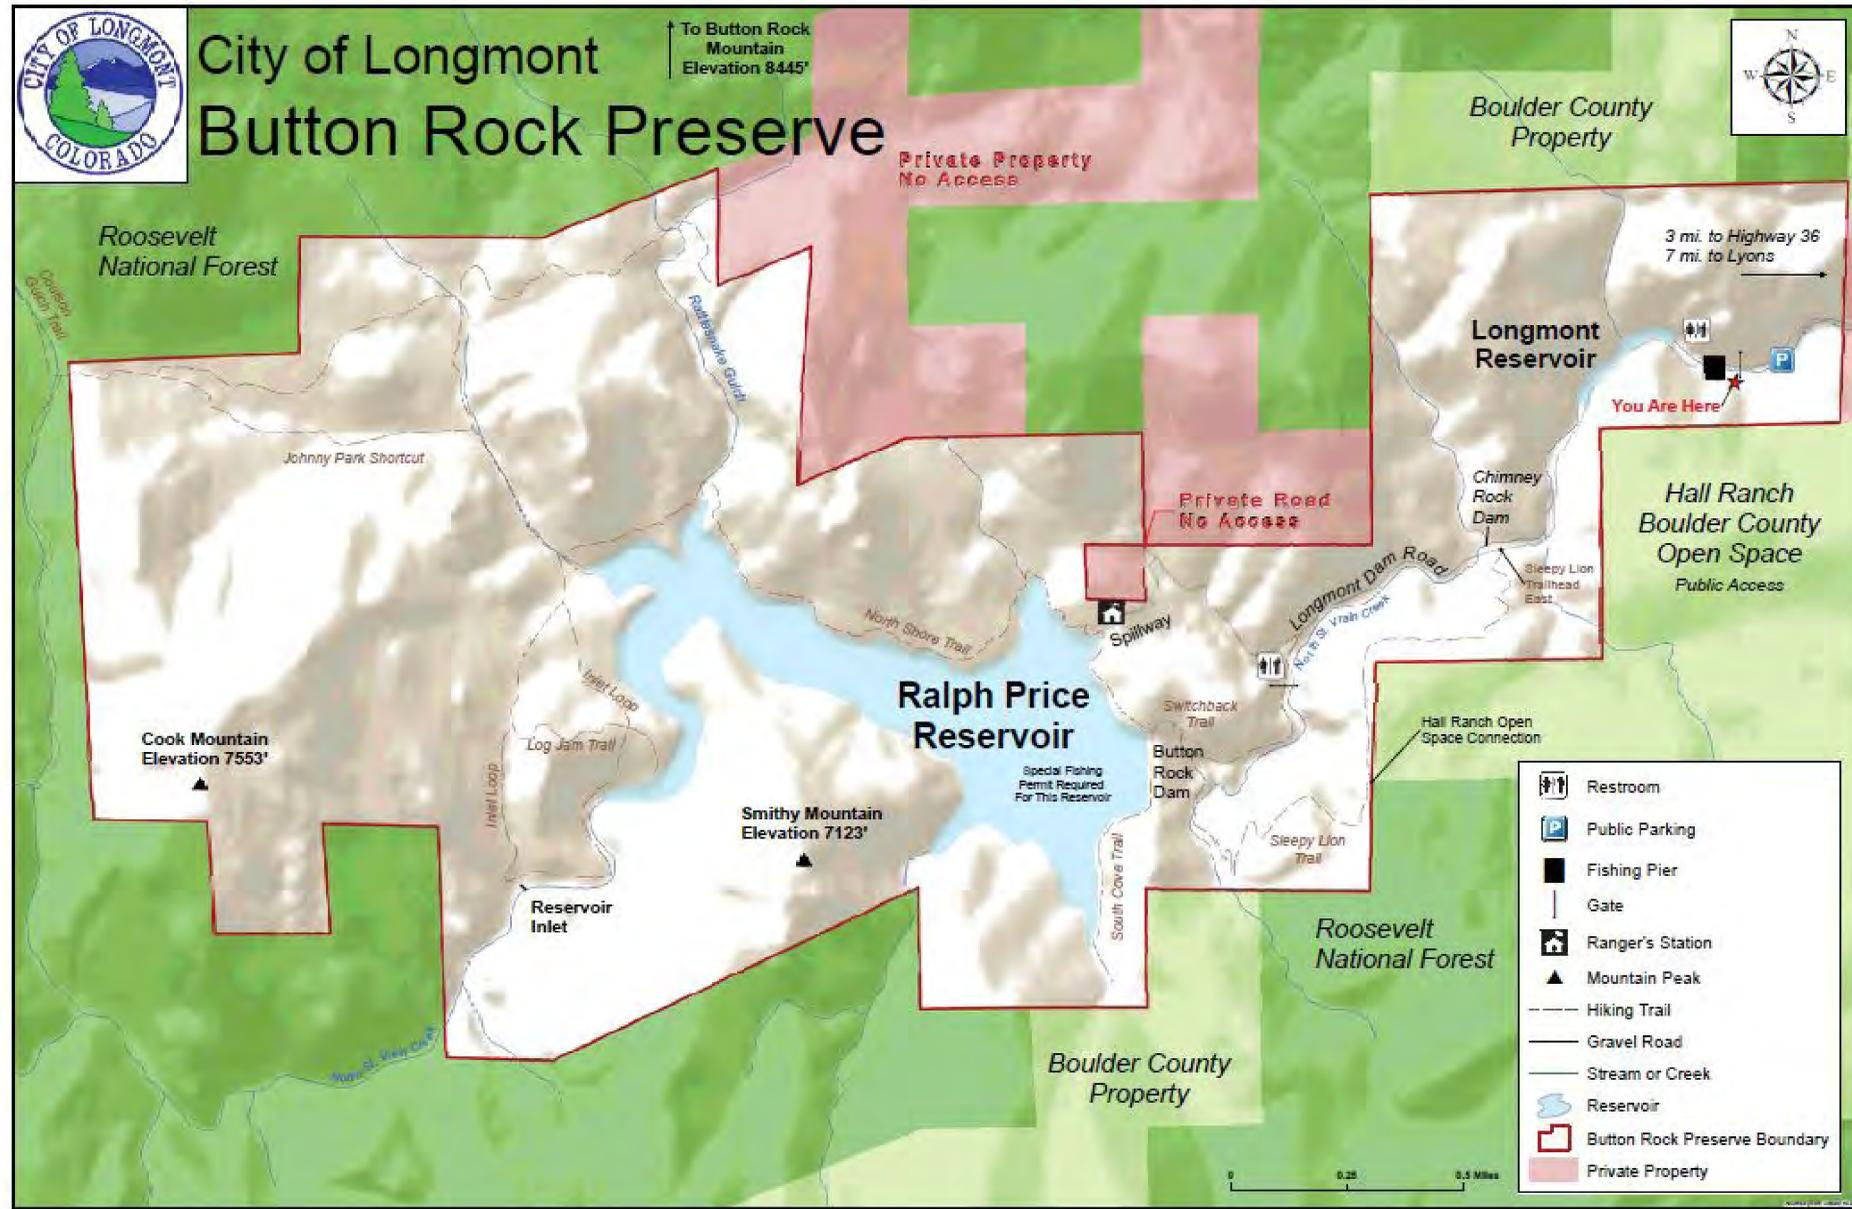 CITY OF LONGMONT
COLORADO
City of Longmont
Button Rock Preserve
To Button Rock
Mountain
Elevation 8445'
N
W
E
S
Boulder County
Property
Private Property
No Access
Roosevelt
National Forest
3 mi. to Highway 36
7 mi. to Lyons
Coulson
Gulch Trail
Rattlesnake Gulch
Longmont
Reservoir
P
You Are Here
Johnny Park Shortcut
Chimney
Rock
Dam
Hall Ranch
Boulder County
Open Space
Public Access
Private Road
No Access
Longmont Dam Road
Sleepy Lion
Trailhead
East
North St. Vrain Creek
North Shore Trail
Spillway
Inlet Loop
Ralph Price
Reservoir
Switchback
Trail
Log Jam Trail
Hall Ranch Open
Space Connection
Cook Mountain
Elevation 7553'
Button
Rock
Dam
Special Fishing
Permit Required
For This Reservoir
Inlet Loop
Smithy Mountain
Elevation 7123'
South Cove Trail
Sleepy Lion
Trail
Reservoir
Inlet
Roosevelt
National Forest
Boulder County
Property
Restroom
P
Public Parking
Fishing Pier
Gate
Ranger's Station
Mountain Peak
Hiking Trail
Gravel Road
Stream or Creek
Reservoir
Button Rock Preserve Boundary
Private Property
0
0.25
0.5 Miles